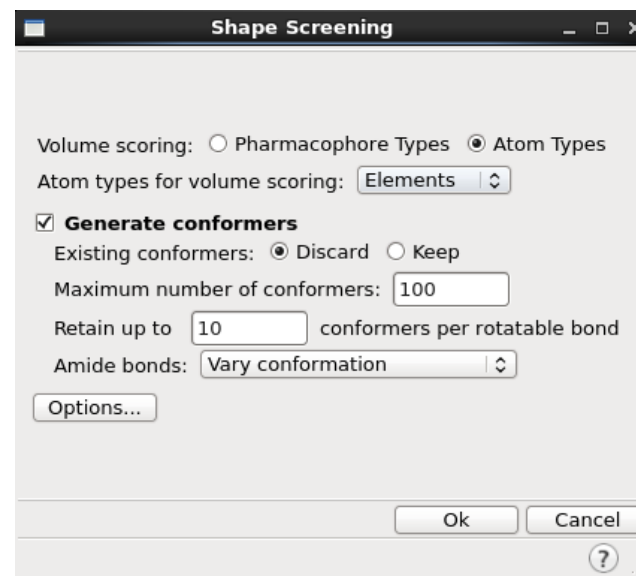 Shape Screening
Volume scoring: Pharmacophore Types Atom Types
Atom types for volume scoring: Elements
Generate conformers
Existing conformers: Discard Keep
Maximum number of conformers: 100
Retain up to 10 conformers per rotatable bond
Amide bonds: Vary conformation
Options...
Ok Cancel
?